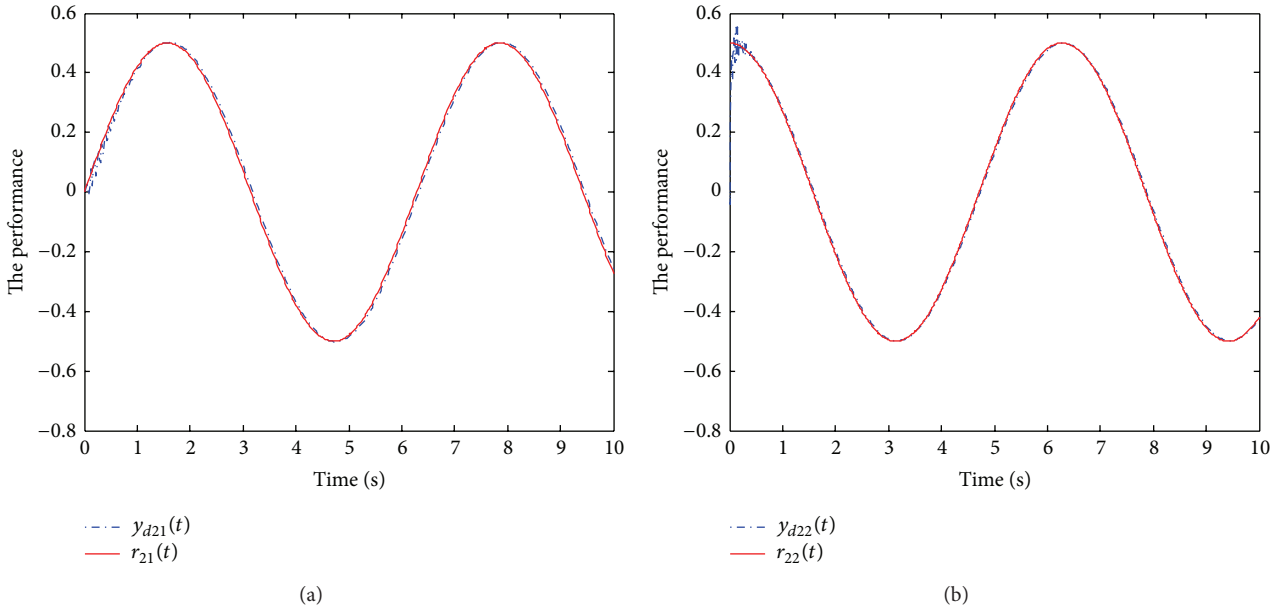 0.6
0.4
0.2
0
−0.2
−0.4
−0.6
−0.8
The performance
0 1 2 3 4 5 6 7 8 9 10
Time (s)
y_{d21}(t)
r_{21}(t)
(a)
0.6
0.4
0.2
0
−0.2
−0.4
−0.6
−0.8
The performance
0 1 2 3 4 5 6 7 8 9 10
Time (s)
y_{d22}(t)
r_{22}(t)
(b)